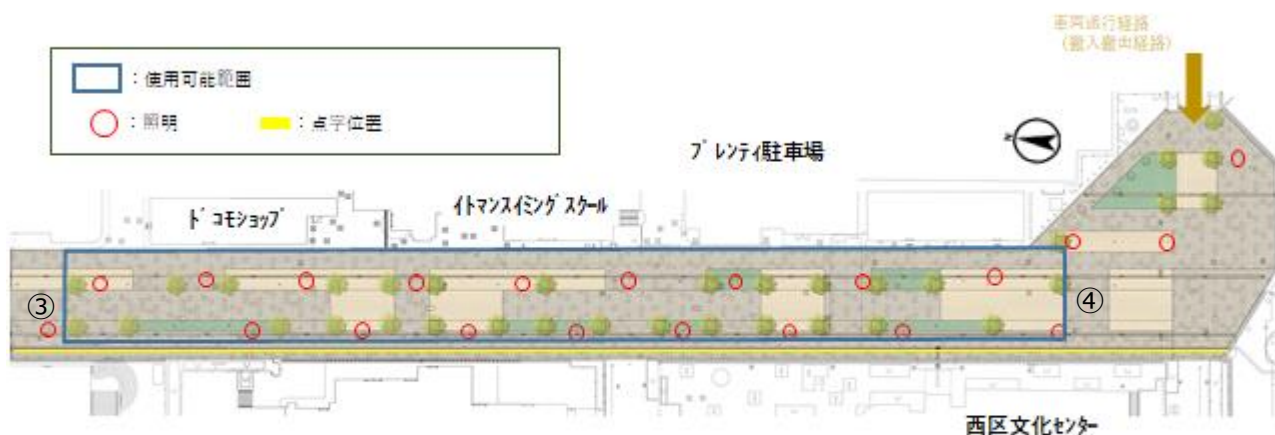 車両通行経路
(搬入搬出経路)
：使用可能範囲
：照明
：点字位置
プレンティ駐車場
ドコモショップ
イトマンスイミングスクール
③
④
西区文化センター